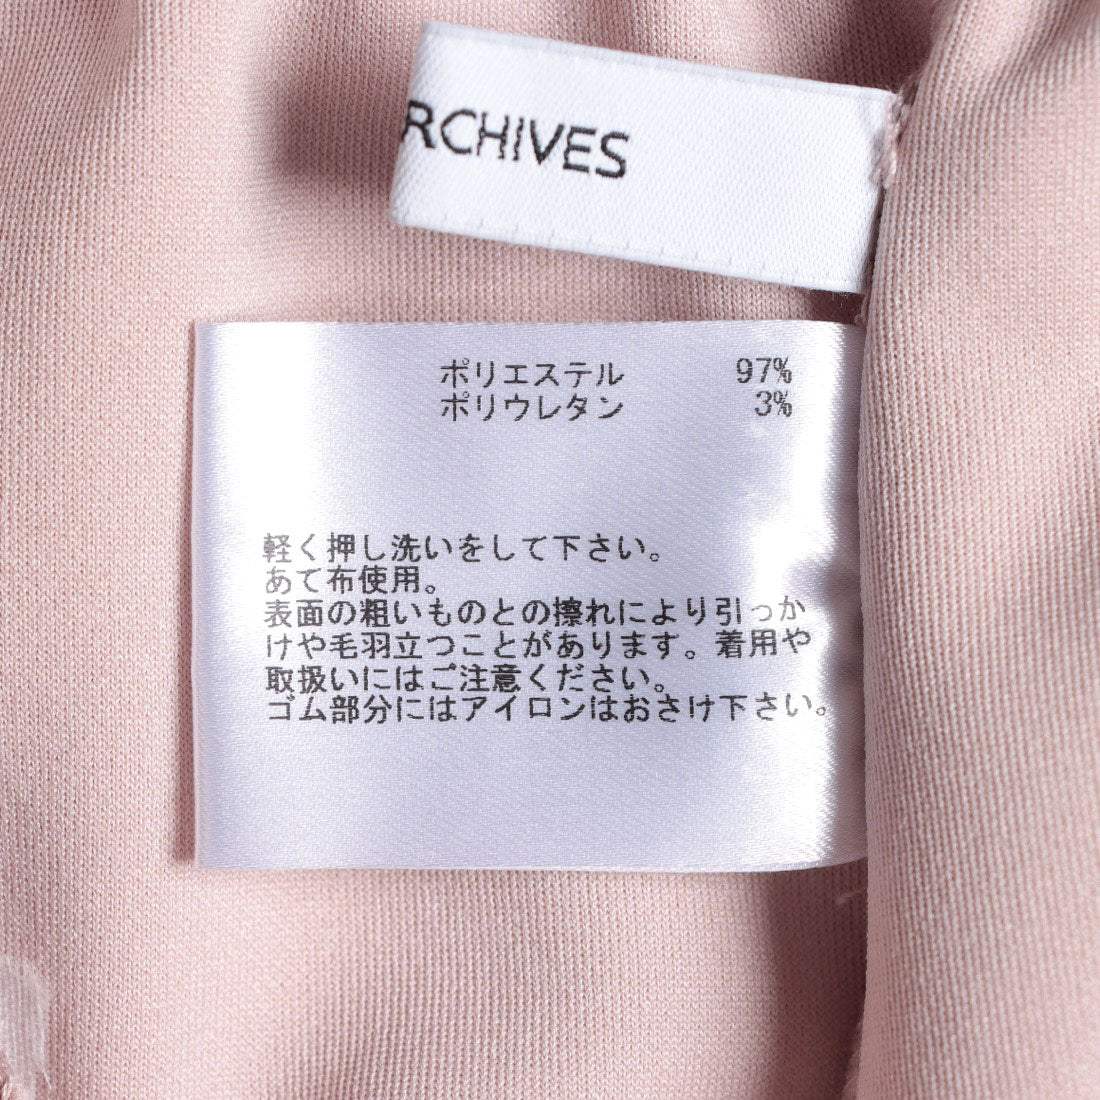 RCHIVES
ポリエステル 97%
ポリウレタン 3%
軽く押し洗いをして下さい。
あて布使用。
表面の粗いものとの擦れにより引っか
けや毛羽立つことがあります。着用や
取扱いにはご注意ください。
ゴム部分にはアイロンはおさけ下さい。